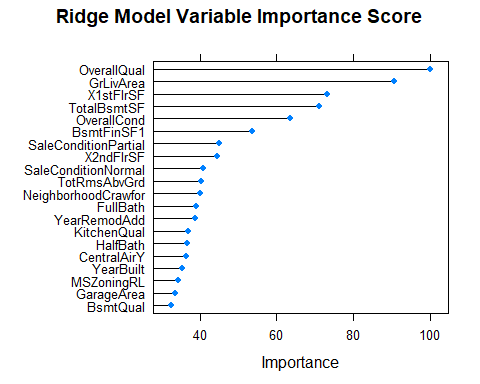 Ridge Model Variable Importance Score
OverallQual
GrLivArea
X1stFlrSF
TotalBsmtSF
OverallCond
BsmtFinSF1
SaleConditionPartial
X2ndFlrSF
SaleConditionNormal
TotRmsAbvGrd
NeighborhoodCrawfor
FullBath
YearRemodAdd
KitchenQual
HalfBath
CentralAirY
YearBuilt
MSZoningRL
GarageArea
BsmtQual
40 60 80 100
Importance